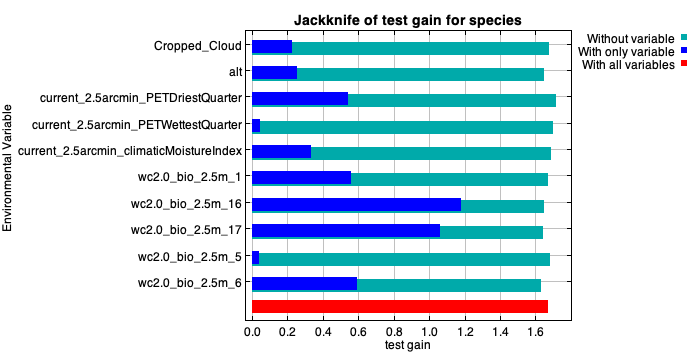 Jackknife of test gain for species
Without variable
With only variable
With all variables
Environmental Variable
Cropped_Cloud
alt
current_2.5arcmin_PETDriestQuarter
current_2.5arcmin_PETWettestQuarter
current_2.5arcmin_climaticMoistureIndex
wc2.0_bio_2.5m_1
wc2.0_bio_2.5m_16
wc2.0_bio_2.5m_17
wc2.0_bio_2.5m_5
wc2.0_bio_2.5m_6
0.0 0.2 0.4 0.6 0.8 1.0 1.2 1.4 1.6
test gain